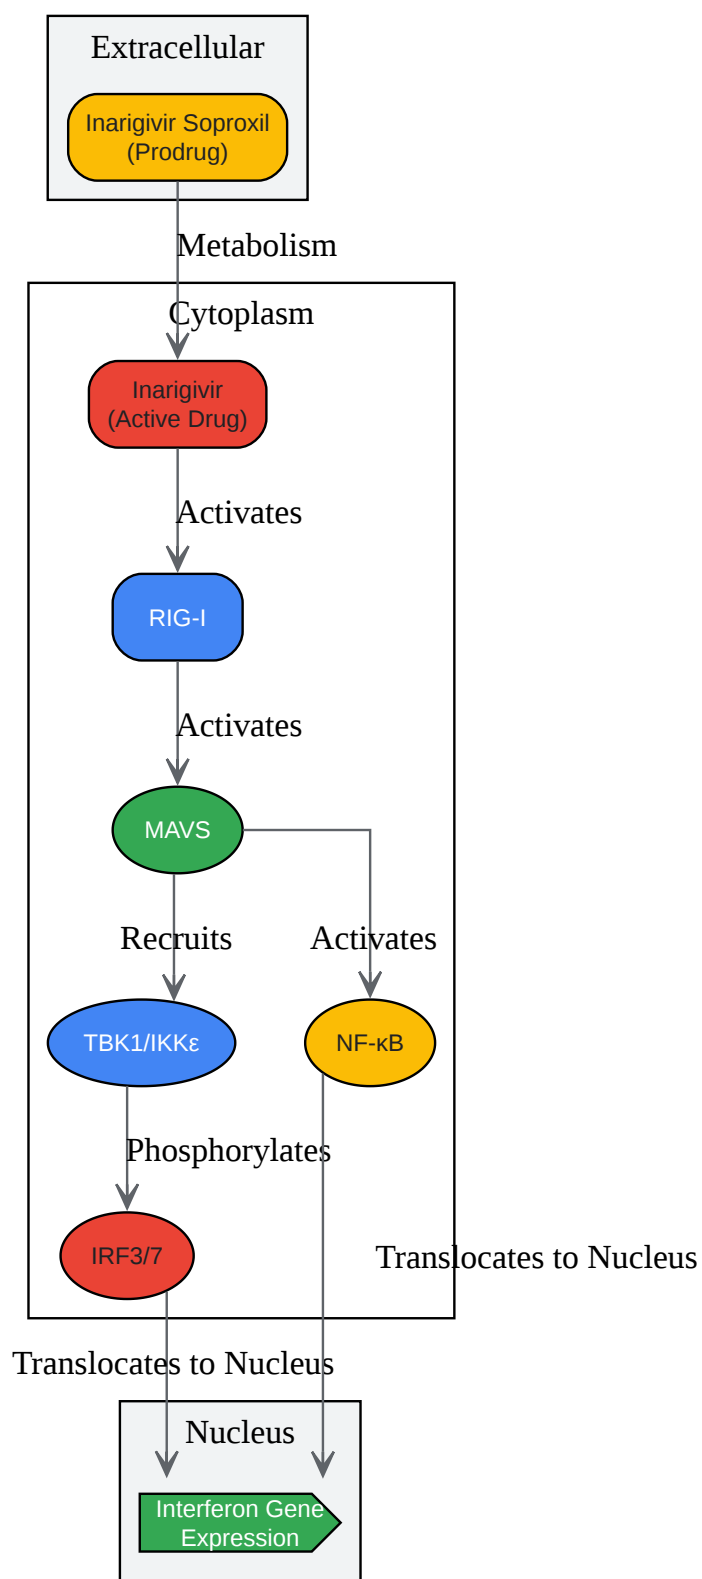 Extracellular
Inarigivir Soproxil
(Prodrug)
Metabolism
Cytoplasm
Inarigivir
(Active Drug)
Activates
RIG-I
Activates
MAVS
Recruits
Activates
TBK1/IKKε
NF-κB
Phosphorylates
IRF3/7
Translocates to Nucleus
Translocates to Nucleus
Nucleus
Interferon Gene
Expression